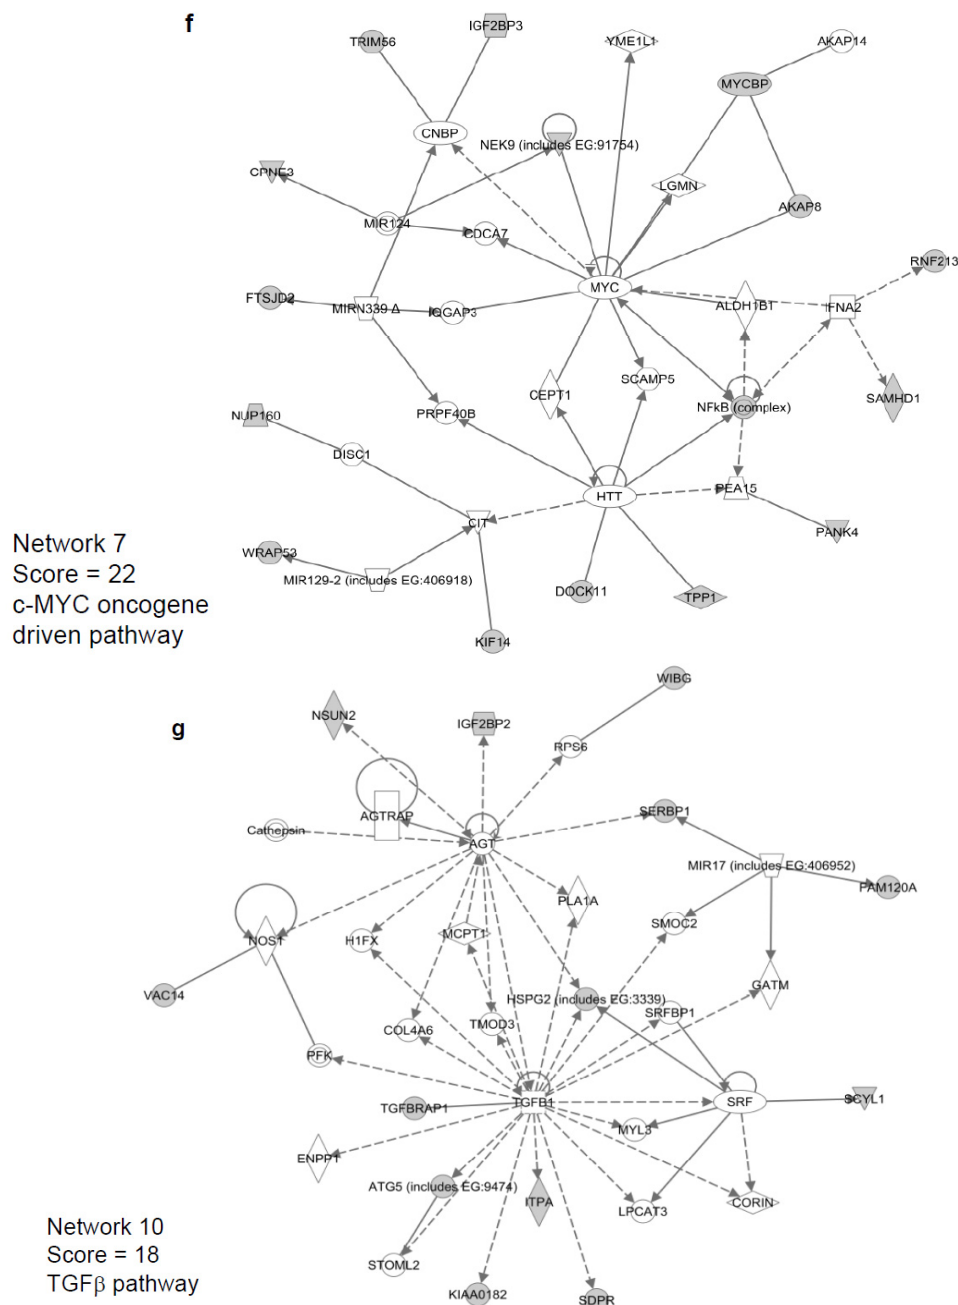 f
IGF2BP3
TRIM56
YME1L1
AKAP14
MYCBP
CNBP
NEK9 (includes EG:91754)
CPNE3
LGMN
AKAP8
MIR124
CDCA7
RNF213
MYC
FTSJD2
MIRN339 Δ
IQGAP3
ALDH1B1
IFNA2
SCAMP5
CEPT1
NFkB (complex)
SAMHD1
NUP160
PRPF40B
DISC1
HTT
PEA15
CIT
PANK4
WRAP53
MIR129-2 (includes EG:406918)
DOCK11
TPP1
KIF14
Network 7
Score = 22
c-MYC oncogene
driven pathway
g
WIBG
NSUN2
IGF2BP2
RPS6
AGTRAP
SERBP1
Cathepsin
AGT
MIR17 (includes EG:406952)
FAM120A
PLA1A
SMOC2
NOS1
H1FX
MCPT1
GATM
VAC14
HSPG2 (includes EG:3339)
SRFBP1
COL4A6
TMOD3
PFK
TGFBRAP1
TGFB1
SRF
SCYL1
MYL3
ENPP1
ATG5 (includes EG:9474)
ITPA
LPCAT3
CORIN
STOML2
KIAA0182
SDPR
Network 10
Score = 18
TGFβ pathway